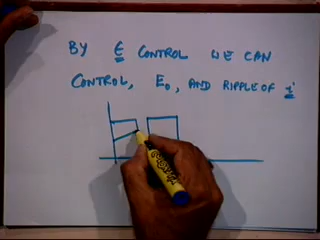 BY E CONTROL WE CAN
CONTROL, E₀, AND RIPPLE OF i